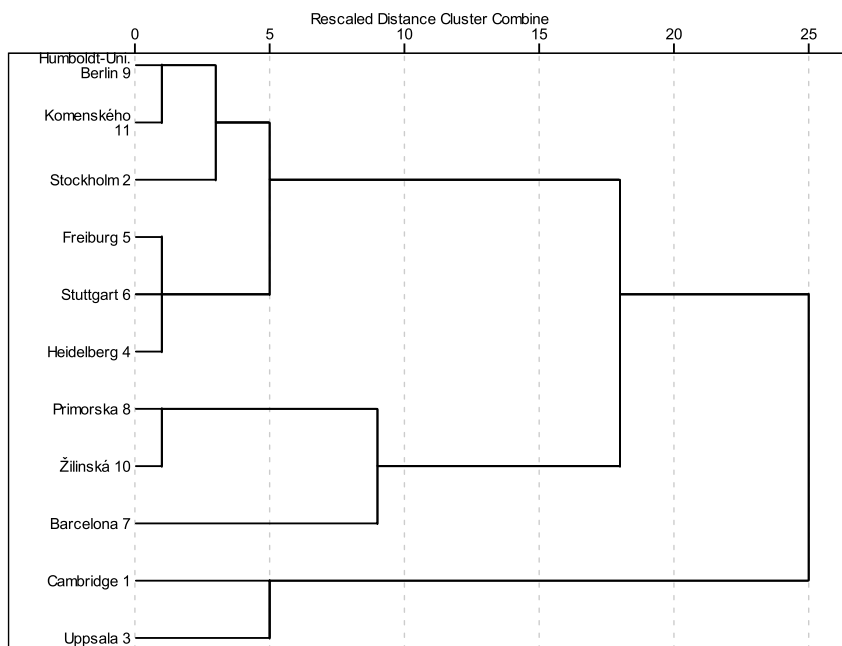 Rescaled Distance Cluster Combine
0 5 10 15 20 25
Humboldt-Uni.
Berlin 9
Komenského
11
Stockholm 2
Freiburg 5
Stuttgart 6
Heidelberg 4
Primorska 8
Žilinská 10
Barcelona 7
Cambridge 1
Uppsala 3